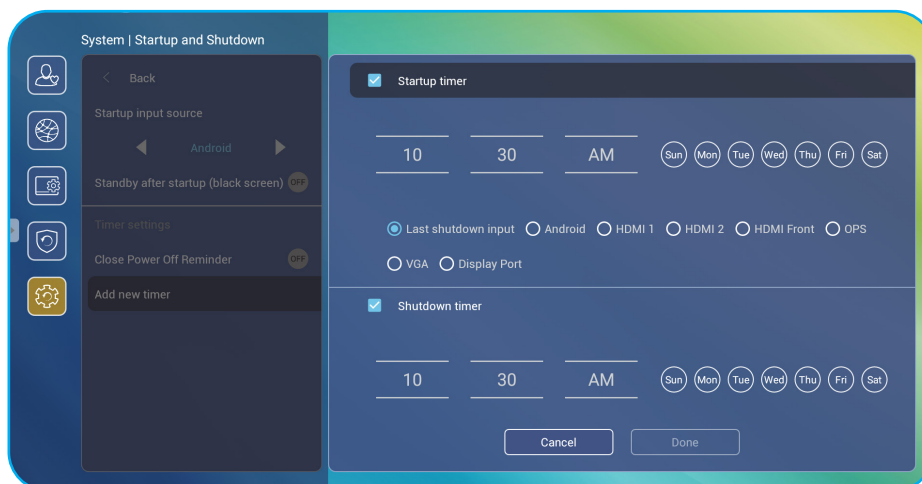 System | Startup and Shutdown
< Back
Startup input source
Android
Standby after startup (black screen) OFF
Timer settings
Close Power Off Reminder OFF
Add new timer
Startup timer
10 30 AM Sun Mon Tue Wed Thu Fri Sat
Last shutdown input Android HDMI 1 HDMI 2 HDMI Front OPS
VGA Display Port
Shutdown timer
10 30 AM Sun Mon Tue Wed Thu Fri Sat
Cancel Done